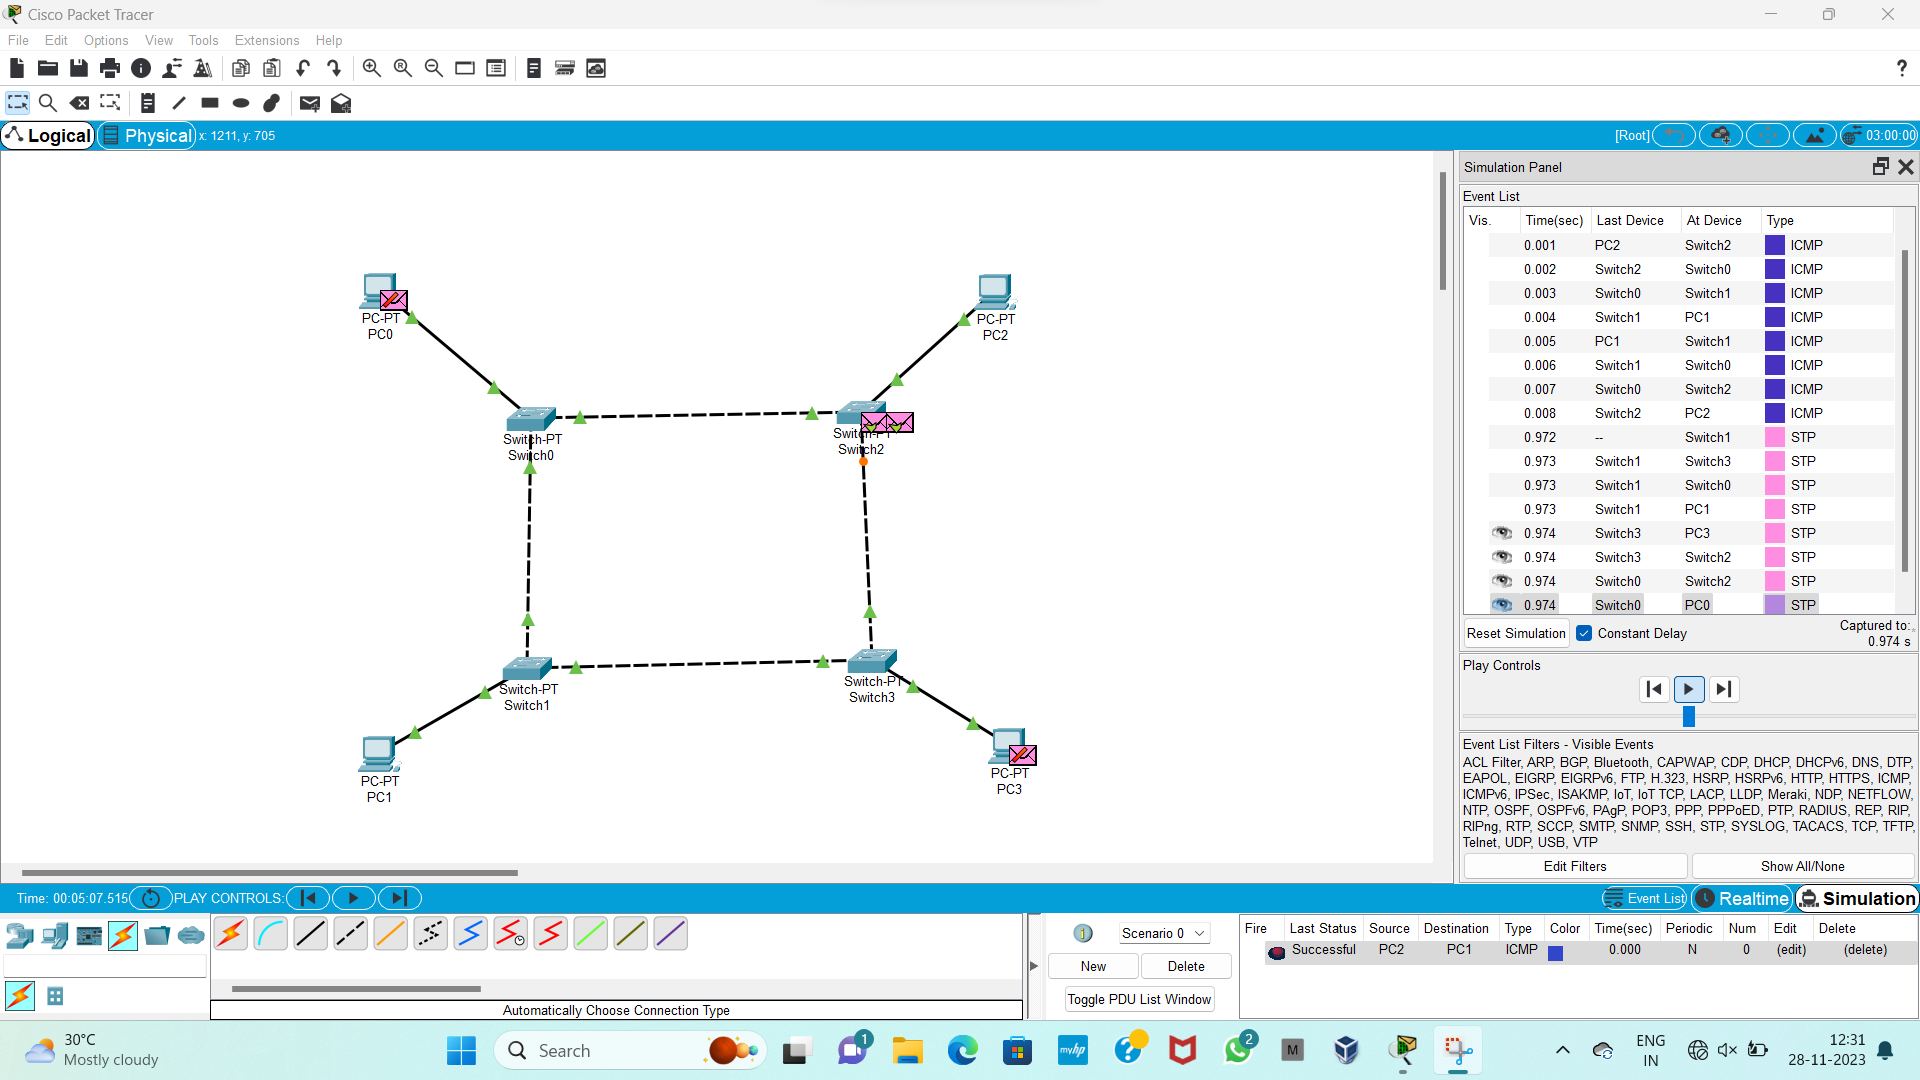 Cisco Packet Tracer
File Edit Options View Tools Extensions Help
Logical Physical x: 1211, y: 705 [Root] 03:00:00
PC-PT
PC0
PC-PT
PC2
Switch-PT
Switch0
Switch-PT
Switch2
Switch-PT
Switch1
Switch-PT
Switch3
PC-PT
PC1
PC-PT
PC3
Simulation Panel
Event List
Vis. Time(sec) Last Device At Device Type
0.001 PC2 Switch2 ICMP
0.002 Switch2 Switch0 ICMP
0.003 Switch0 Switch1 ICMP
0.004 Switch1 PC1 ICMP
0.005 PC1 Switch1 ICMP
0.006 Switch1 Switch0 ICMP
0.007 Switch0 Switch2 ICMP
0.008 Switch2 PC2 ICMP
0.972 -- Switch1 STP
0.973 Switch1 Switch3 STP
0.973 Switch1 Switch0 STP
0.973 Switch1 PC1 STP
0.974 Switch3 PC3 STP
0.974 Switch3 Switch2 STP
0.974 Switch0 Switch2 STP
0.974 Switch0 PC0 STP
Reset Simulation Constant Delay Captured to:
0.974 s
Play Controls
Event List Filters - Visible Events
ACL Filter, ARP, BGP, Bluetooth, CAPWAP, CDP, DHCP, DHCPv6, DNS, DTP,
EAPOL, EIGRP, EIGRPv6, FTP, H.323, HSRP, HSRPv6, HTTP, HTTPS, ICMP,
ICMPv6, IPSec, ISAKMP, IoT, IoT TCP, LACP, LLDP, Meraki, NDP, NETFLOW,
NTP, OSPF, OSPFv6, PAgP, POP3, PPP, PPPoED, PTP, RADIUS, REP, RIP,
RIPng, RTP, SCCP, SMTP, SNMP, SSH, STP, SYSLOG, TACACS, TCP, TFTP,
Telnet, UDP, USB, VTP
Edit Filters Show All/None
Time: 00:05:07.515 PLAY CONTROLS: Event List Realtime Simulation
Automatically Choose Connection Type
Scenario 0
New Delete
Toggle PDU List Window
Fire Last Status Source Destination Type Color Time(sec) Periodic Num Edit Delete
Successful PC2 PC1 ICMP 0.000 N 0 (edit) (delete)
30°C
Mostly cloudy
Search
1
myhp
2
M
ENG
IN
12:31
28-11-2023